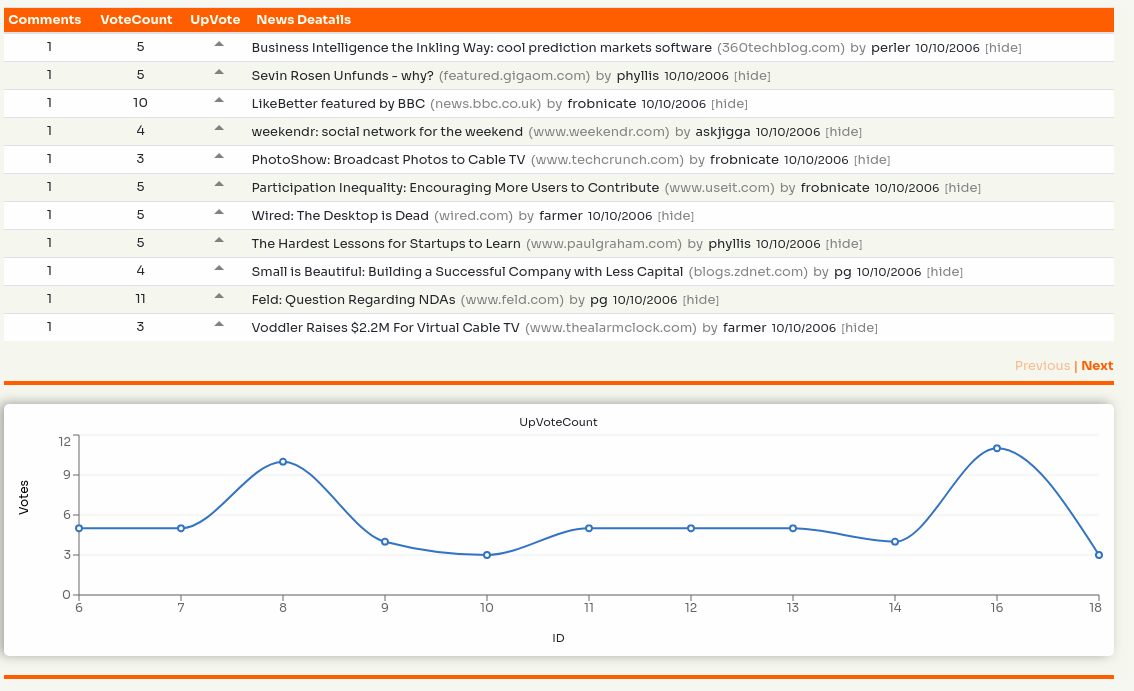 Comments VoteCount UpVote News Deatails
1 5 Business Intelligence the Inkling Way: cool prediction markets software (360techblog.com) by perler 10/10/2006 [hide]
1 5 Sevin Rosen Unfunds - why? (featured.gigaom.com) by phyllis 10/10/2006 [hide]
1 10 LikeBetter featured by BBC (news.bbc.co.uk) by frobnicate 10/10/2006 [hide]
1 4 weekendr: social network for the weekend (www.weekendr.com) by askjigga 10/10/2006 [hide]
1 3 PhotoShow: Broadcast Photos to Cable TV (www.techcrunch.com) by frobnicate 10/10/2006 [hide]
1 5 Participation Inequality: Encouraging More Users to Contribute (www.useit.com) by frobnicate 10/10/2006 [hide]
1 5 Wired: The Desktop is Dead (wired.com) by farmer 10/10/2006 [hide]
1 5 The Hardest Lessons for Startups to Learn (www.paulgraham.com) by phyllis 10/10/2006 [hide]
1 4 Small is Beautiful: Building a Successful Company with Less Capital (blogs.zdnet.com) by pg 10/10/2006 [hide]
1 11 Feld: Question Regarding NDAs (www.feld.com) by pg 10/10/2006 [hide]
1 3 Voddler Raises $2.2M For Virtual Cable TV (www.thealarmclock.com) by farmer 10/10/2006 [hide]
Previous | Next
UpVoteCount
12
9
6
3
0
Votes
6 7 8 9 10 11 12 13 14 16 18
ID